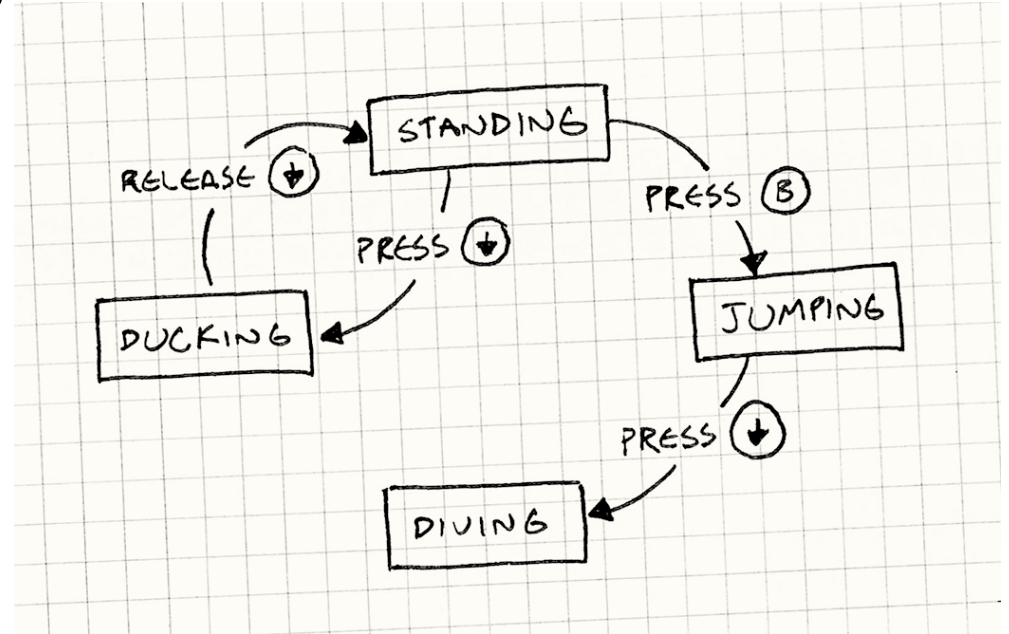 STANDING
RELEASE ↓
PRESS B
PRESS ↓
DUCKING
JUMPING
PRESS ↓
DIVING